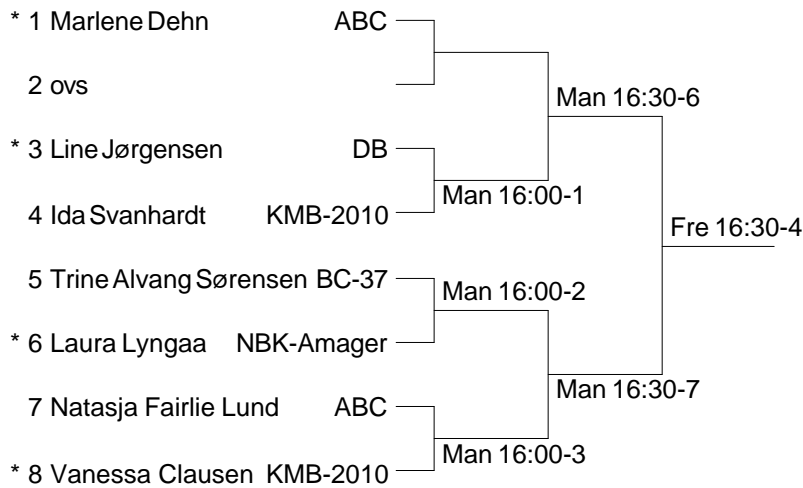 * 1 Marlene Dehn ABC
2 ovs
Man 16:30-6
* 3 Line Jørgensen DB
Man 16:00-1
4 Ida Svanhardt KMB-2010
Fre 16:30-4
5 Trine Alvang Sørensen BC-37
Man 16:00-2
* 6 Laura Lyngaa NBK-Amager
Man 16:30-7
7 Natasja Fairlie Lund ABC
Man 16:00-3
* 8 Vanessa Clausen KMB-2010